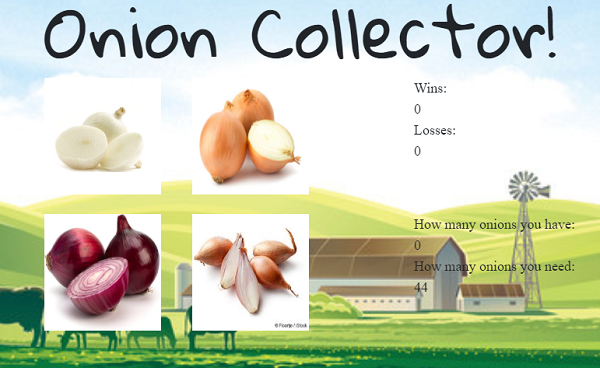 Onion Collector!
Wins:
0
Losses:
0
How many onions you have:
0
How many onions you need:
44